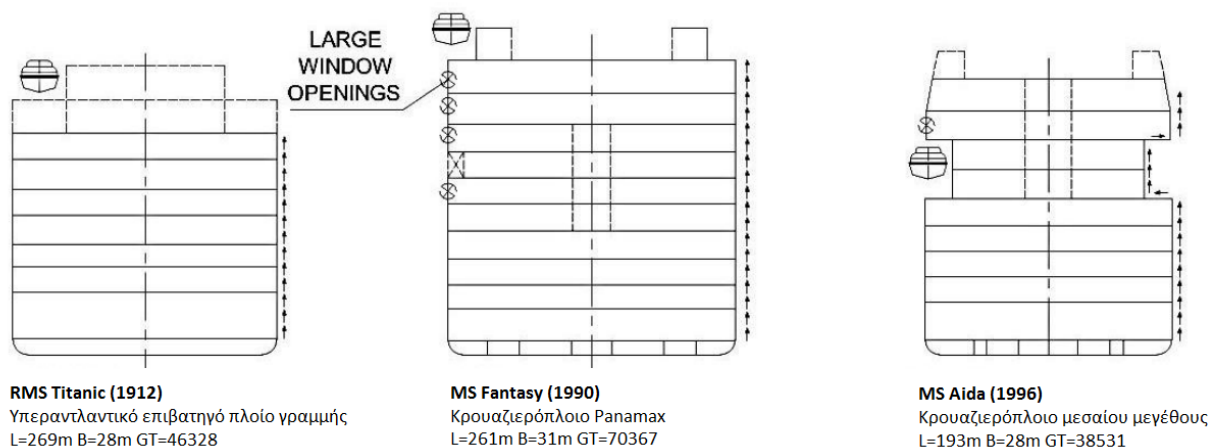 LARGE
WINDOW
OPENINGS
RMS Titanic (1912)
Υπεραντλαντικό επιβατηγό πλοίο γραμμής
L=269m B=28m GT=46328
MS Fantasy (1990)
Κρουαζιερόπλοιο Panamax
L=261m B=31m GT=70367
MS Aida (1996)
Κρουαζιερόπλοιο μεσαίου μεγέθους
L=193m B=28m GT=38531